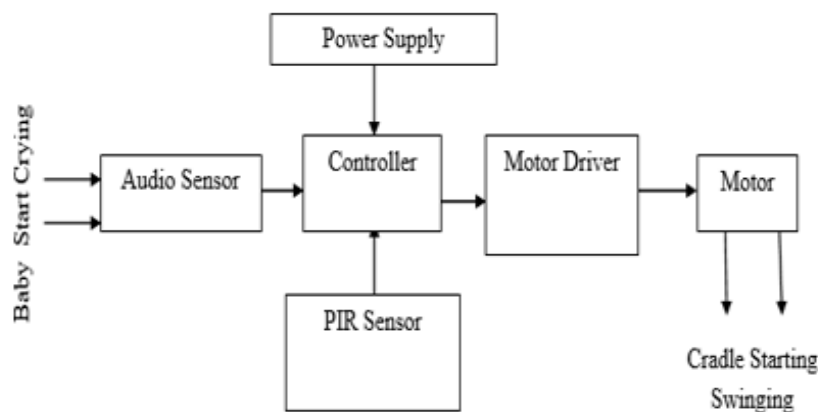 Power Supply
Baby Start Crying
Audio Sensor
Controller
Motor Driver
Motor
PIR Sensor
Cradle Starting
Swinging